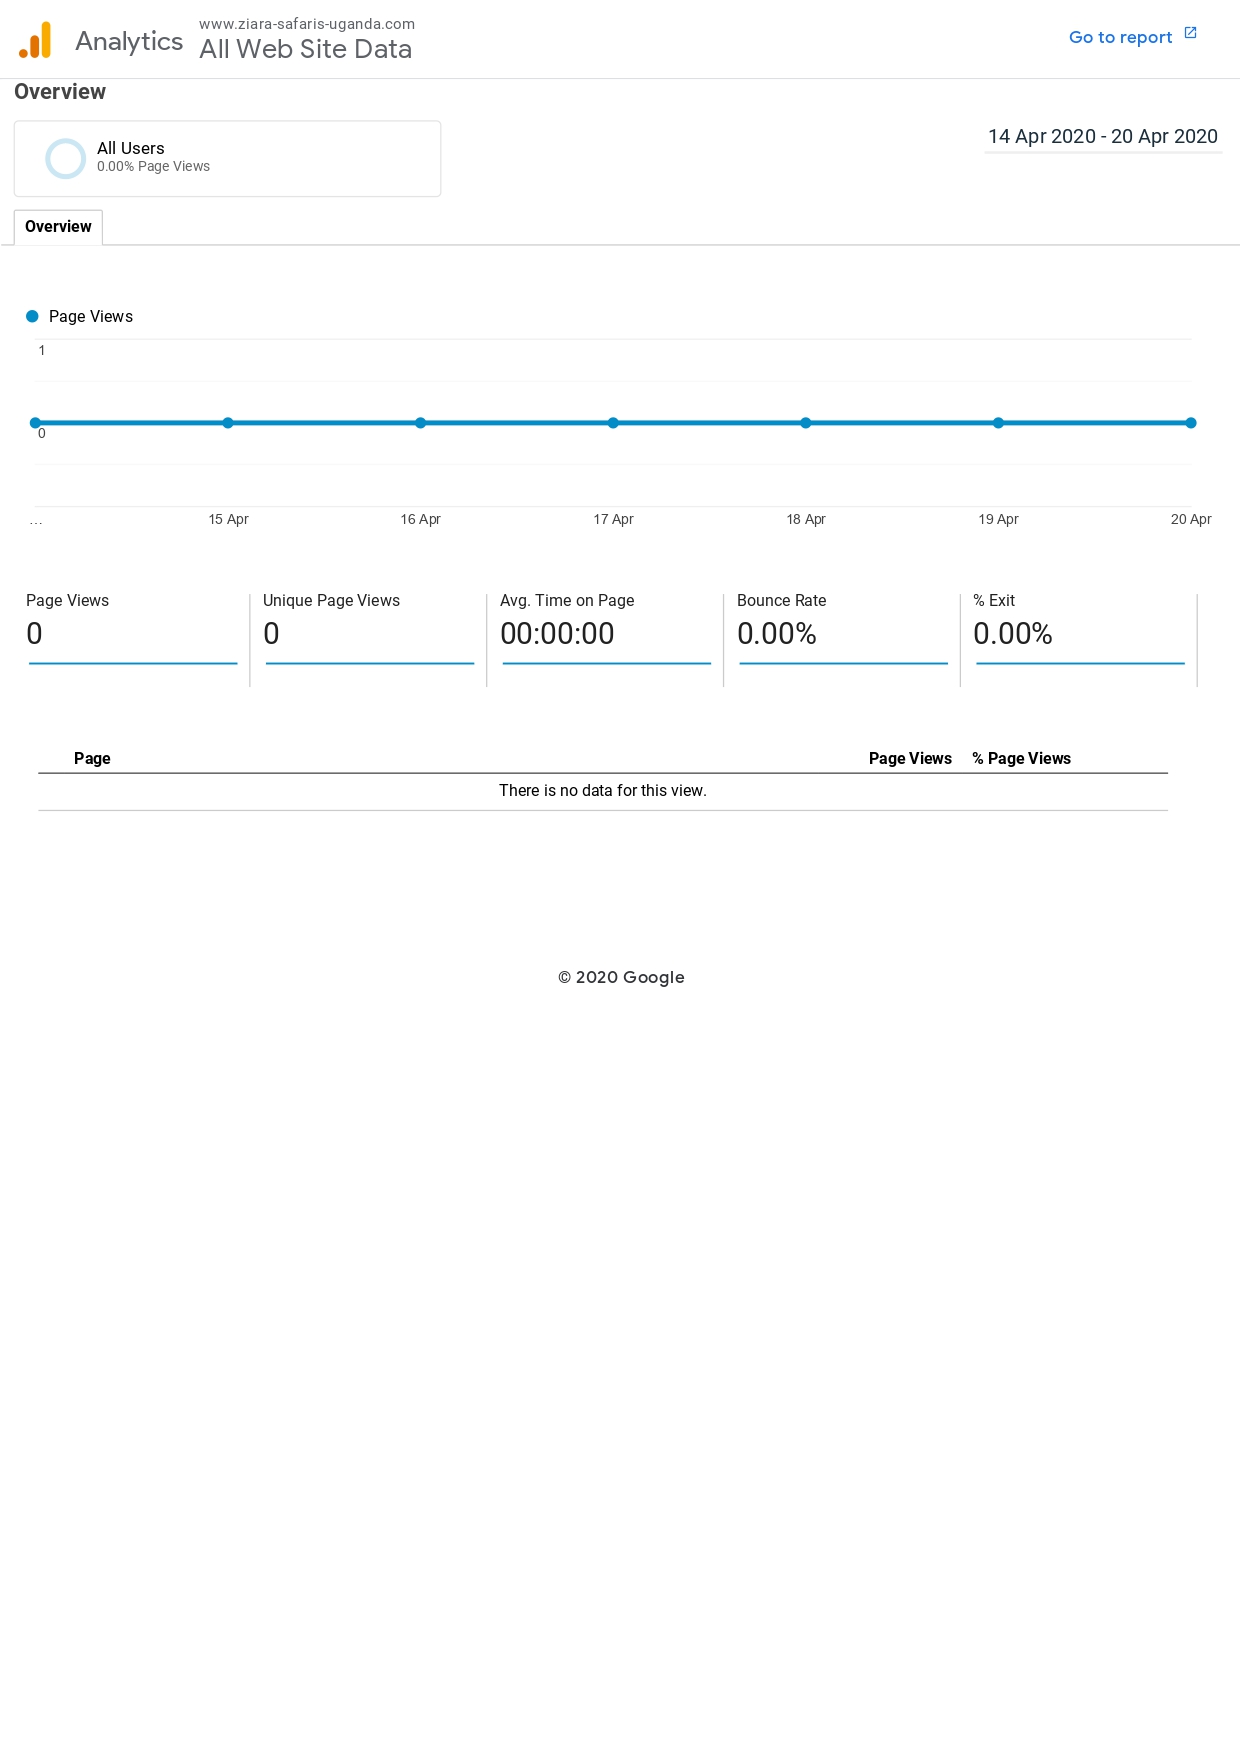 Analytics
www.ziara-safaris-uganda.com
All Web Site Data
Go to report
Overview
All Users
0.00% Page Views
14 Apr 2020 - 20 Apr 2020
Overview
Page Views
1
0
... 15 Apr 16 Apr 17 Apr 18 Apr 19 Apr 20 Apr
Page Views Unique Page Views Avg. Time on Page Bounce Rate % Exit
0 0 00:00:00 0.00% 0.00%
Page Page Views % Page Views
There is no data for this view.
© 2020 Google